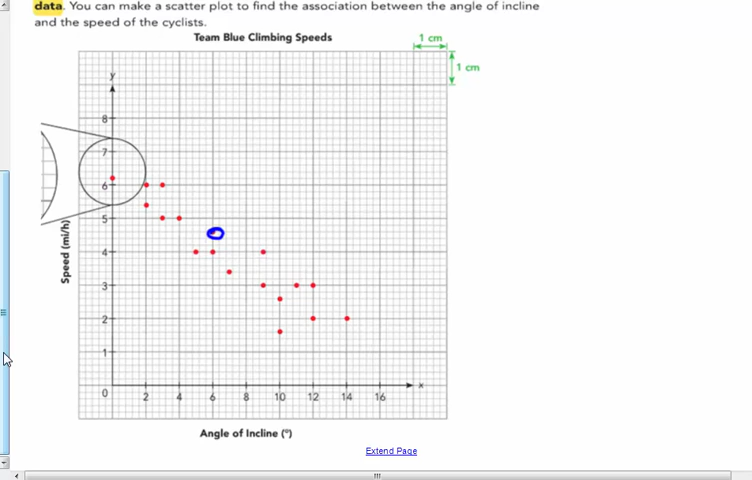 data. You can make a scatter plot to find the association between the angle of incline
and the speed of the cyclists.
Team Blue Climbing Speeds
1 cm
1 cm
y
8
7
6
5
4
3
2
1
0
2 4 6 8 10 12 14 16
x
Speed (mi/h)
Angle of Incline (°)
Extend Page